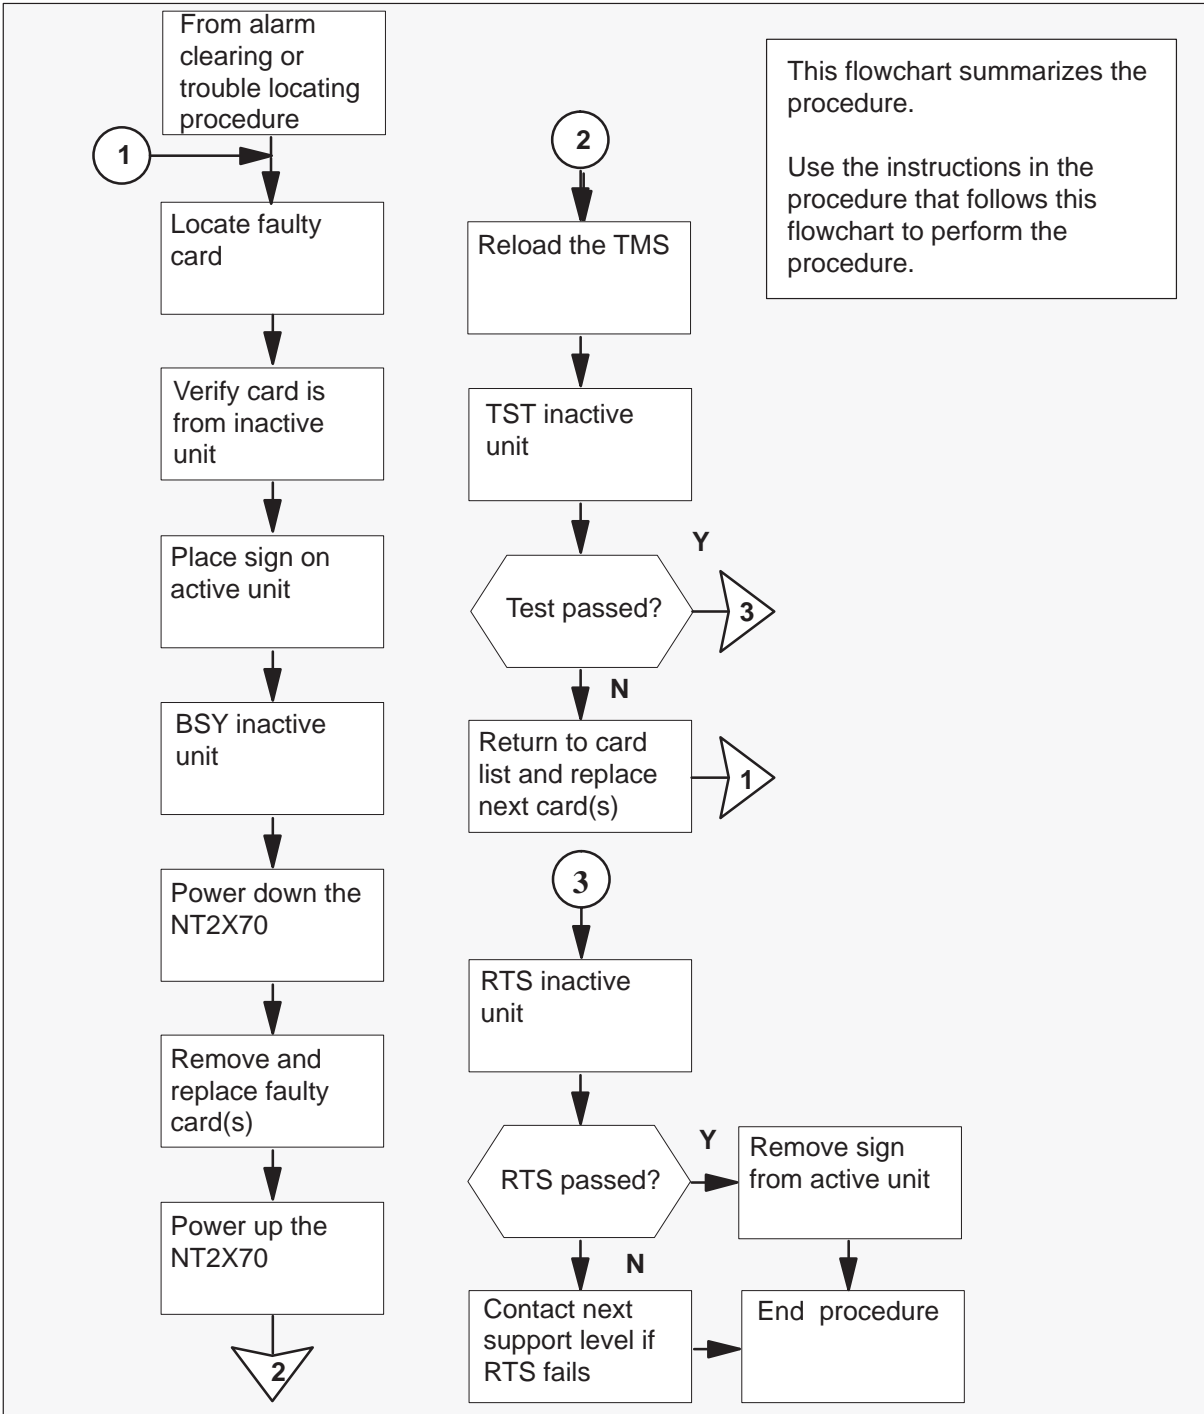 From alarm
clearing or
trouble locating
procedure
1
Locate faulty
card
Verify card is
from inactive
unit
Place sign on
active unit
BSY inactive
unit
Power down the
NT2X70
Remove and
replace faulty
card(s)
Power up the
NT2X70
2
2
Reload the TMS
TST inactive
unit
Test passed?
Y
3
N
Return to card
list and replace
next card(s)
1
3
RTS inactive
unit
RTS passed?
Y
Remove sign
from active unit
N
Contact next
support level if
RTS fails
End procedure
This flowchart summarizes the
procedure.
Use the instructions in the
procedure that follows this
flowchart to perform the
procedure.